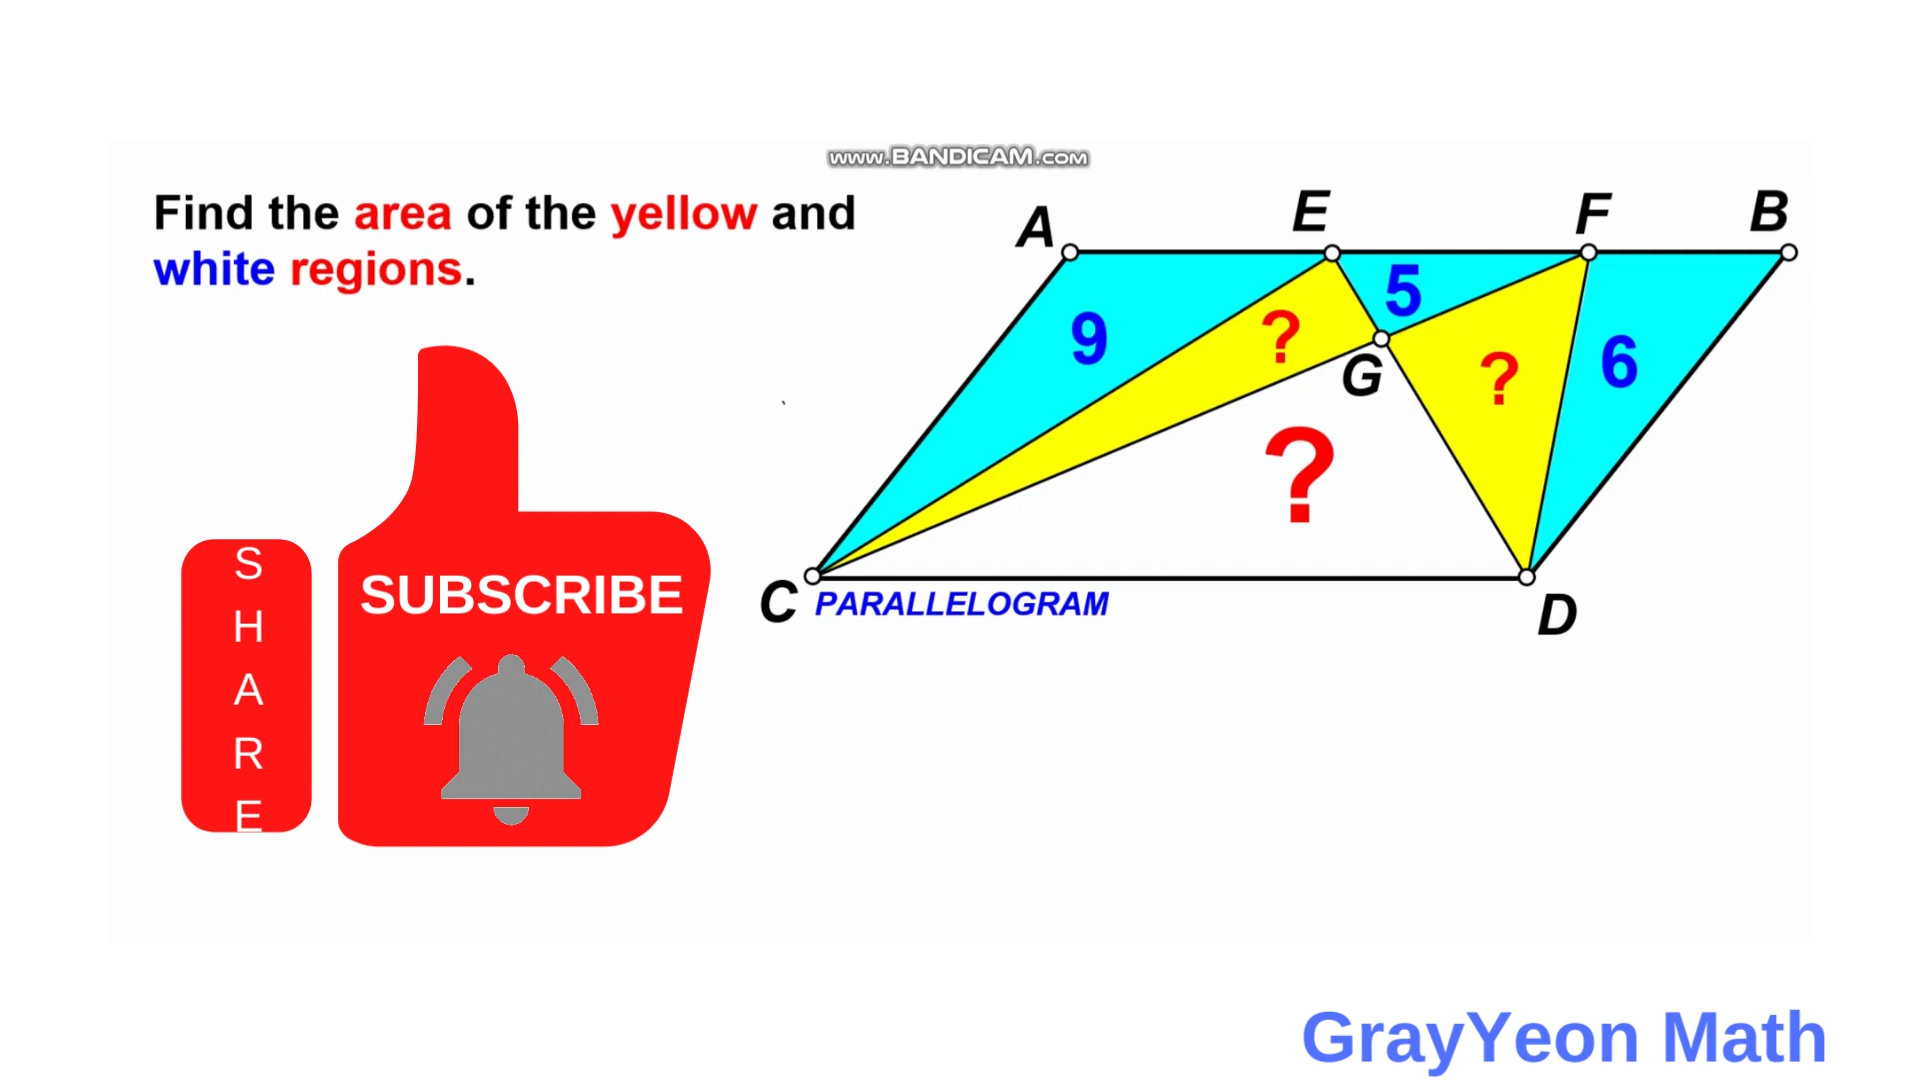 www.BANDICAM.com
Find the area of the yellow and
white regions.
A
E
F
B
9
?
5
G
?
6
?
C
PARALLELOGRAM
D
S
H
A
R
E
SUBSCRIBE
GrayYeon Math